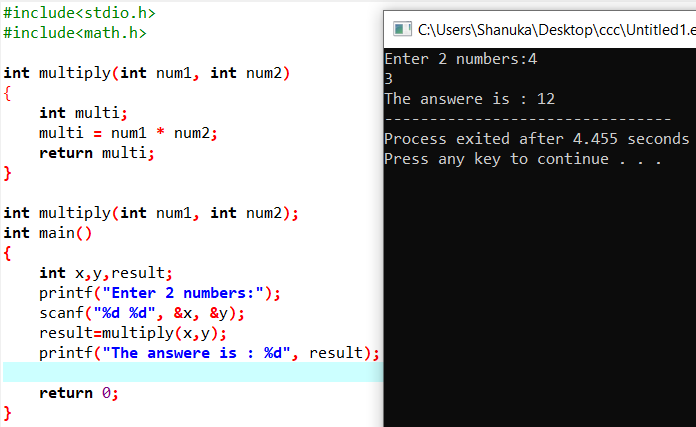 #include<stdio.h>
#include<math.h>

int multiply(int num1, int num2)
{
    int multi;
    multi = num1 * num2;
    return multi;
}

int multiply(int num1, int num2);
int main()
{
    int x,y,result;
    printf("Enter 2 numbers:");
    scanf("%d %d", &x, &y);
    result=multiply(x,y);
    printf("The answere is : %d", result);

    return 0;
}
C:\Users\Shanuka\Desktop\ccc\Untitled1.e
Enter 2 numbers:4
3
The answere is : 12
--------------------------------
Process exited after 4.455 seconds
Press any key to continue . . .